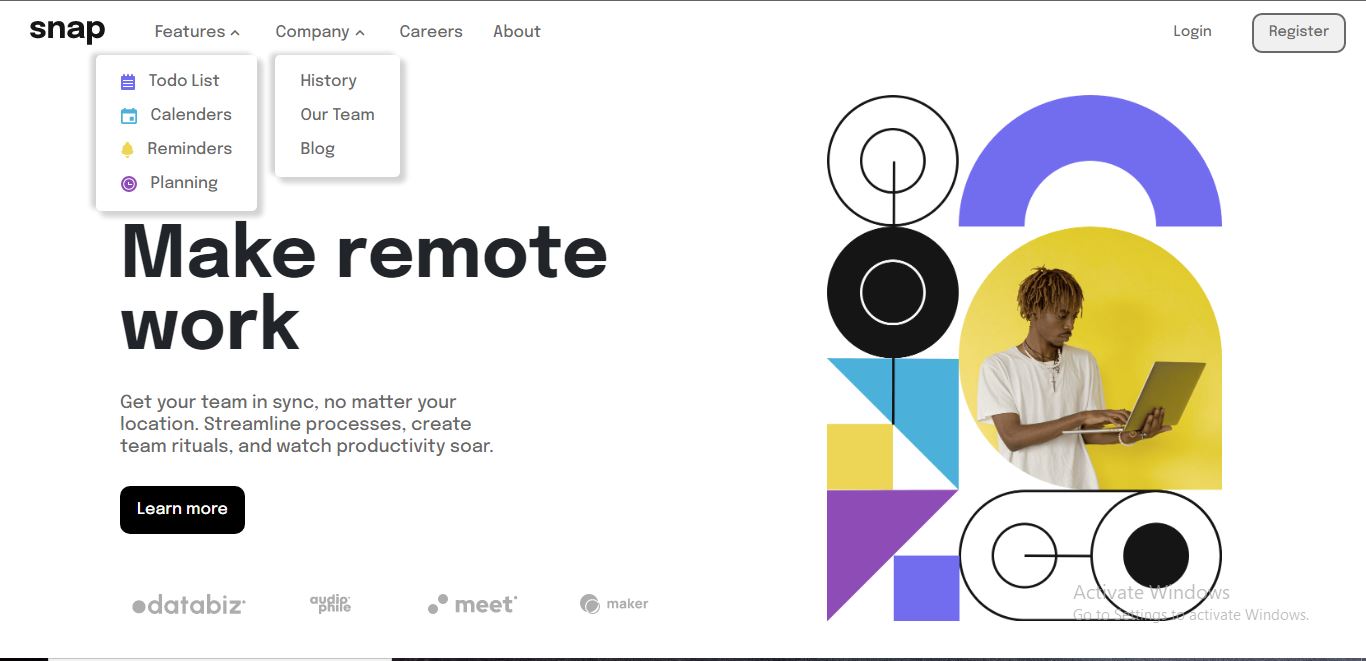 snap
Features
Company
Careers
About
Login
Register
Todo List
Calenders
Reminders
Planning
History
Our Team
Blog
Make remote
work
Get your team in sync, no matter your
location. Streamline processes, create
team rituals, and watch productivity soar.
Learn more
databiz
audio
phile
meet
maker
Activate Windows
Go to Settings to activate Windows.